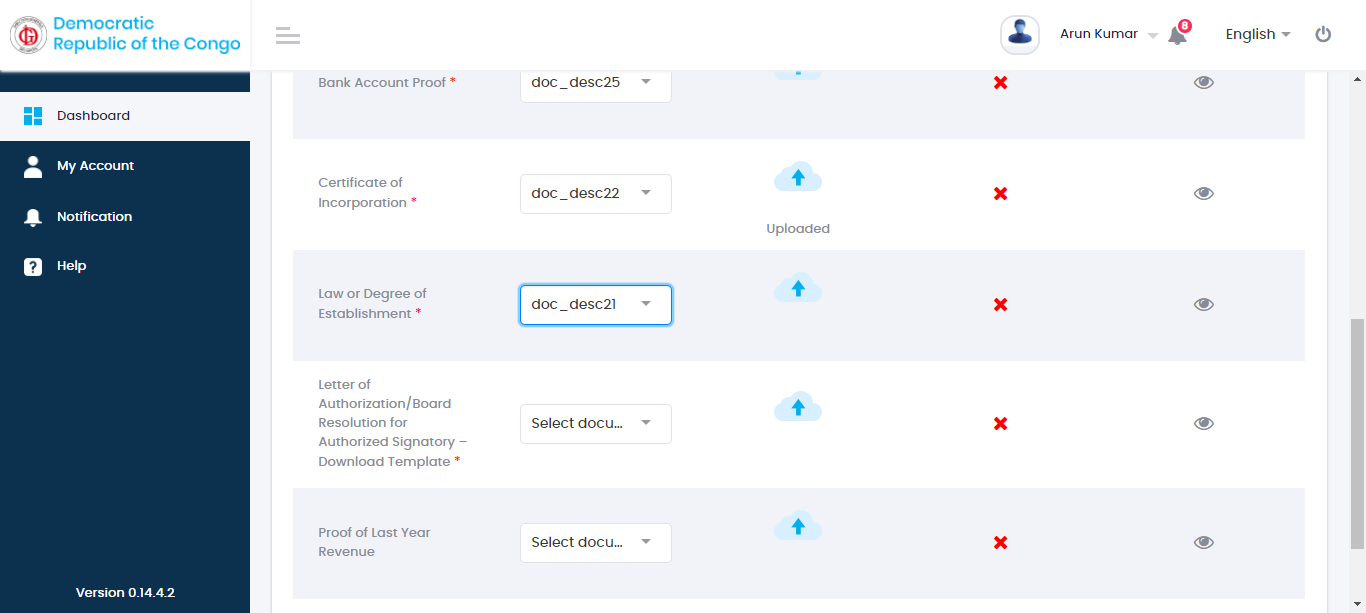 Democratic
Republic of the Congo
Arun Kumar
8
English
Dashboard
My Account
Notification
? Help
Version 0.14.4.2
Bank Account Proof *
doc_desc25
Certificate of
Incorporation *
doc_desc22
Uploaded
Law or Degree of
Establishment *
doc_desc21
Letter of
Authorization/Board
Resolution for
Authorized Signatory –
Download Template *
Select docu...
Proof of Last Year
Revenue
Select docu...